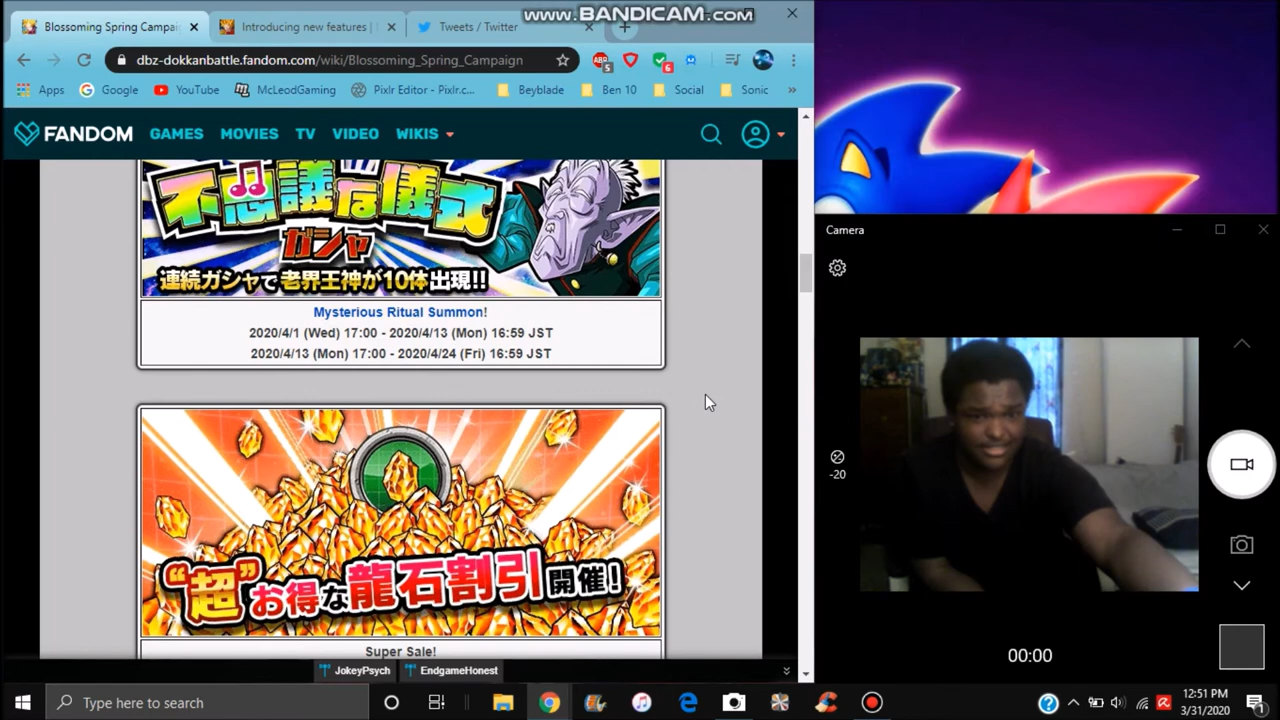 www.BANDICAM.com
Blossoming Spring Campai
Introducing new features |
Tweets / Twitter
dbz-dokkanbattle.fandom.com/wiki/Blossoming_Spring_Campaign
ABP
5
6
Apps
Google
YouTube
McLeodGaming
Pixlr Editor - Pixlr.c...
Beyblade
Ben 10
Social
Sonic
»
FANDOM
GAMES
MOVIES
TV
VIDEO
WIKIS
不思議な儀式
ガシャ
連続ガシャで老界王神が10体出現!!
Mysterious Ritual Summon!
2020/4/1 (Wed) 17:00 - 2020/4/13 (Mon) 16:59 JST
2020/4/13 (Mon) 17:00 - 2020/4/24 (Fri) 16:59 JST
“超”お得な龍石割引開催!
Super Sale!
JokeyPsych
EndgameHonest
Camera
-20
00:00
Type here to search
12:51 PM
3/31/2020
1